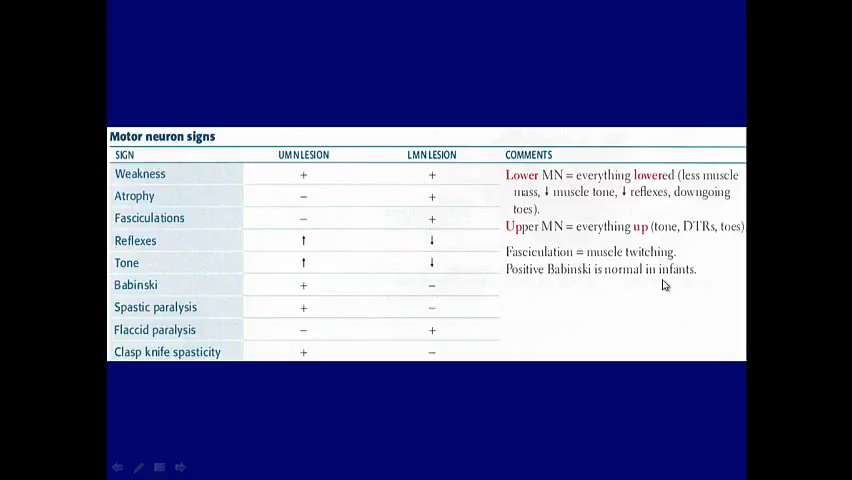 Motor neuron signs
SIGN UMN LESION LMN LESION COMMENTS
Weakness + +
Atrophy – +
Fasciculations – +
Reflexes ↑ ↓
Tone ↑ ↓
Babinski + –
Spastic paralysis + –
Flaccid paralysis – +
Clasp knife spasticity + –
Lower MN = everything lowered (less muscle
mass, ↓ muscle tone, ↓ reflexes, downgoing
toes).
Upper MN = everything up (tone, DTRs, toes)
Fasciculation = muscle twitching.
Positive Babinski is normal in infants.